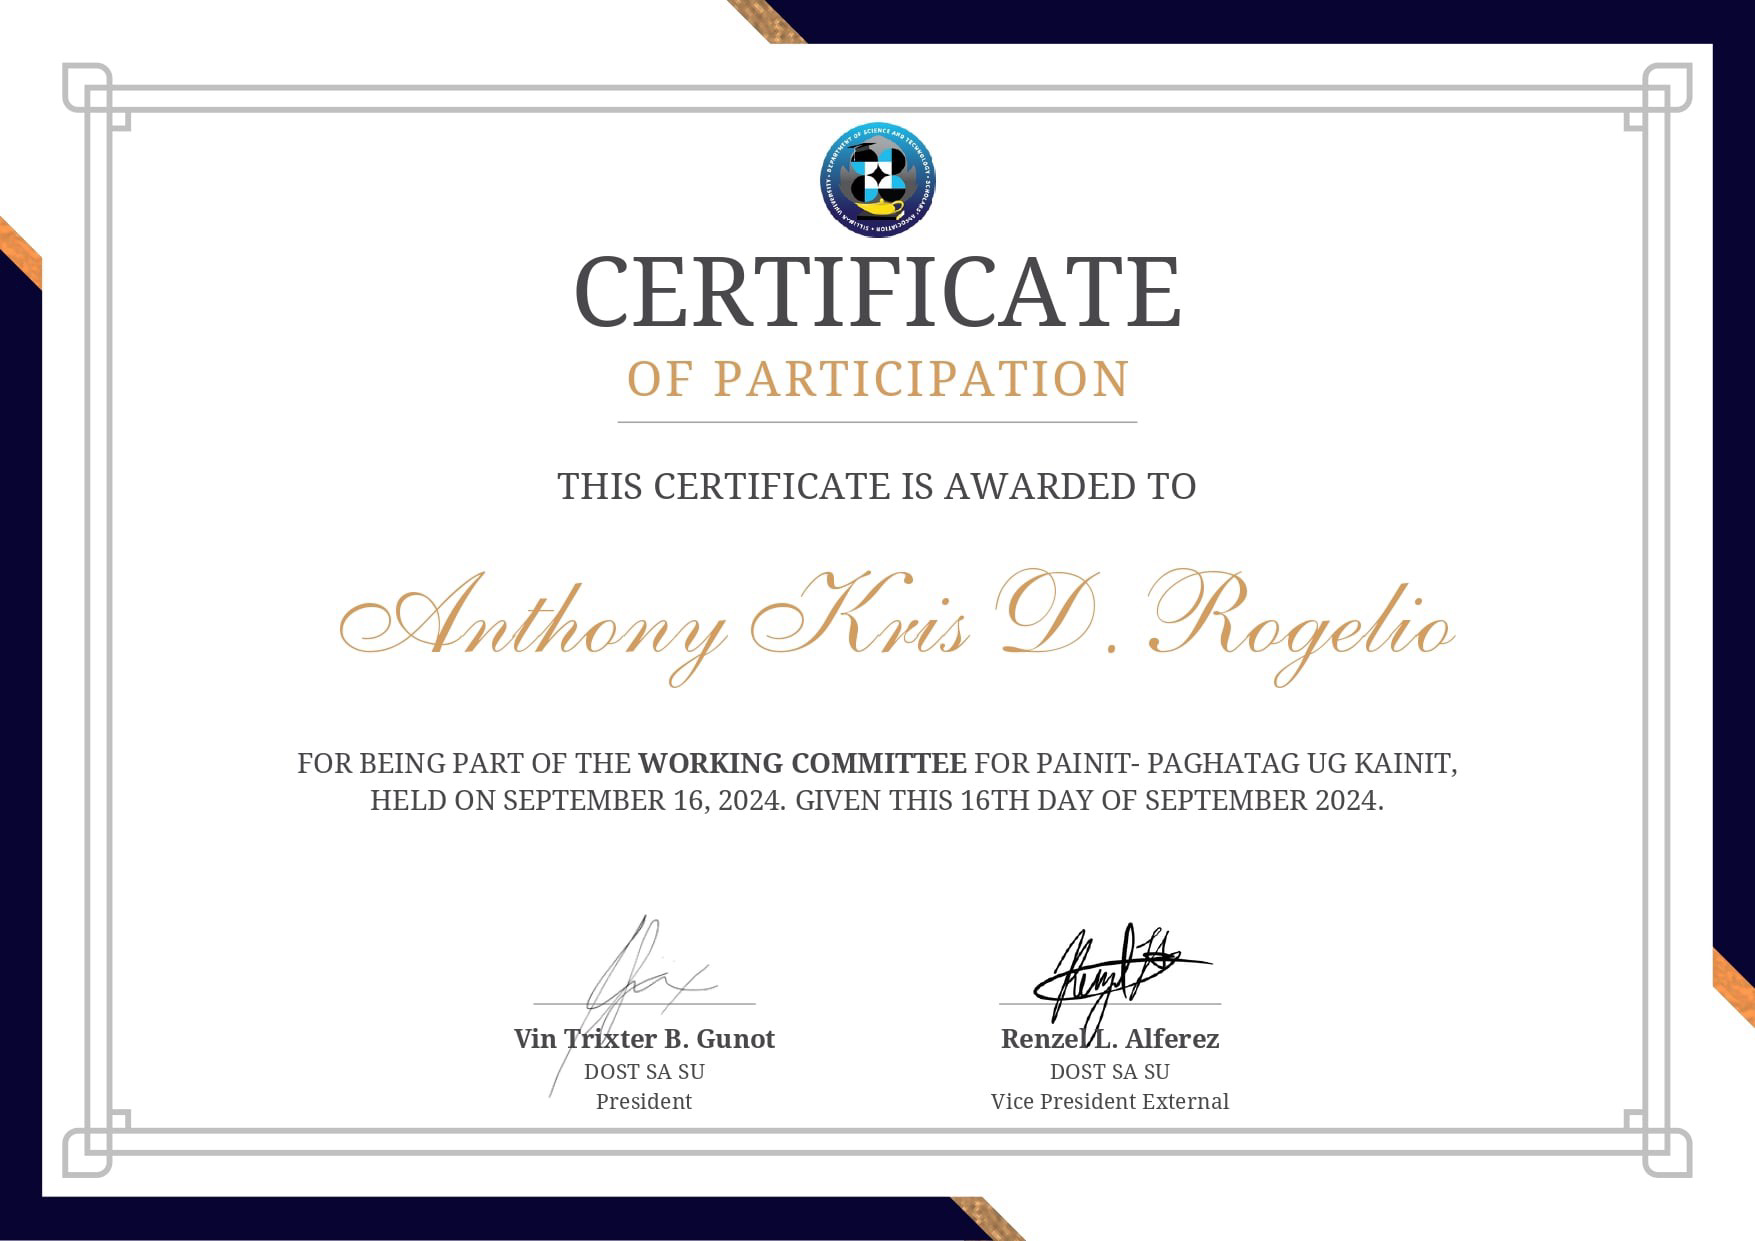 DEPARTMENT OF SCIENCE AND TECHNOLOGY • SCHOLARS' ASSOCIATION • SILLIMAN UNIVERSITY •
CERTIFICATE
OF PARTICIPATION
THIS CERTIFICATE IS AWARDED TO
Anthony Kris D. Rogelio
FOR BEING PART OF THE WORKING COMMITTEE FOR PAINIT- PAGHATAG UG KAINIT,
HELD ON SEPTEMBER 16, 2024. GIVEN THIS 16TH DAY OF SEPTEMBER 2024.
Vin Trixter B. Gunot
DOST SA SU
President
Renzel L. Alferez
DOST SA SU
Vice President External